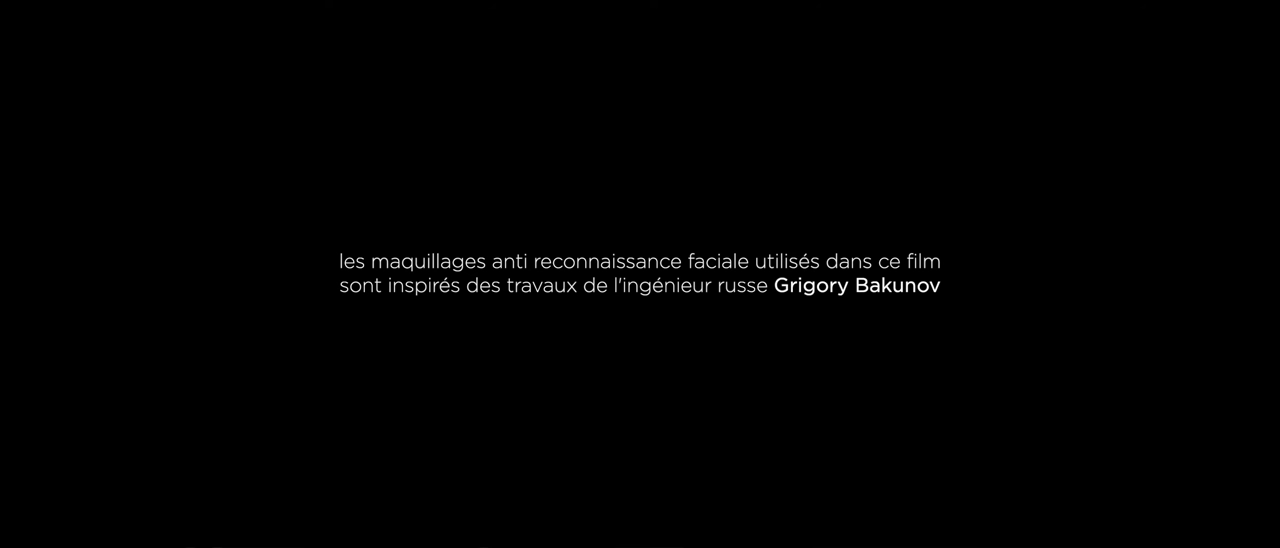 les maquillages anti reconnaissance faciale utilisés dans ce film
sont inspirés des travaux de l'ingénieur russe Grigory Bakunov